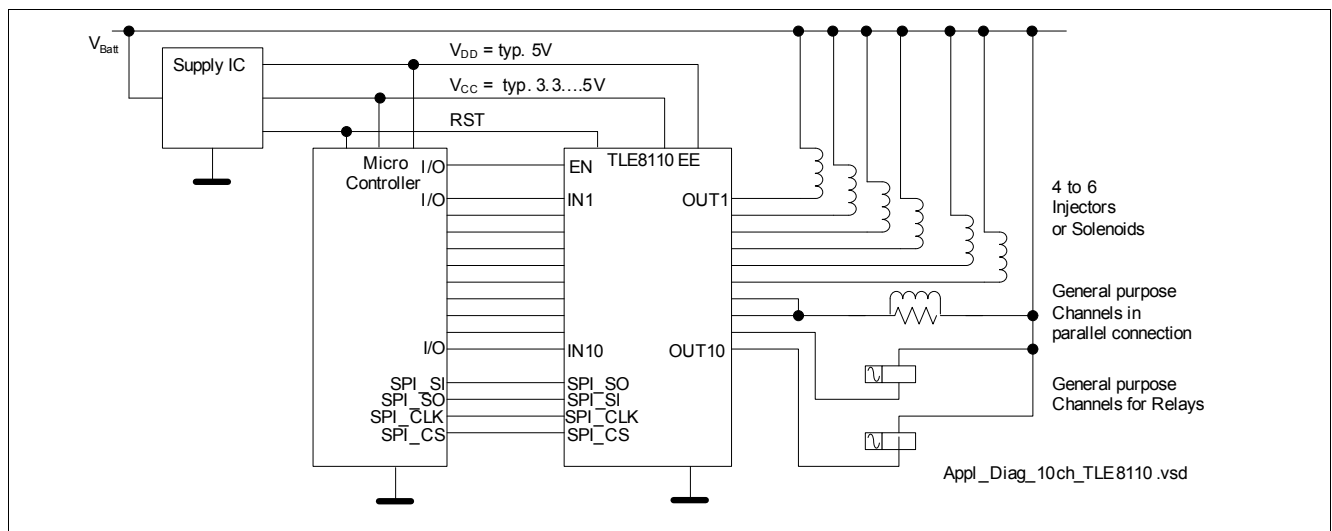 V_Batt
Supply IC
V_DD = typ. 5V
V_CC = typ. 3.3....5V
RST
Micro
Controller
I/O
I/O
I/O
SPI_SI
SPI_SO
SPI_CLK
SPI_CS
TLE8110 EE
EN
IN1
IN10
SPI_SO
SPI_SI
SPI_CLK
SPI_CS
OUT1
OUT10
4 to 6
Injectors
or Solenoids
General purpose
Channels in
parallel connection
General purpose
Channels for Relays
Appl_Diag_10ch_TLE8110.vsd